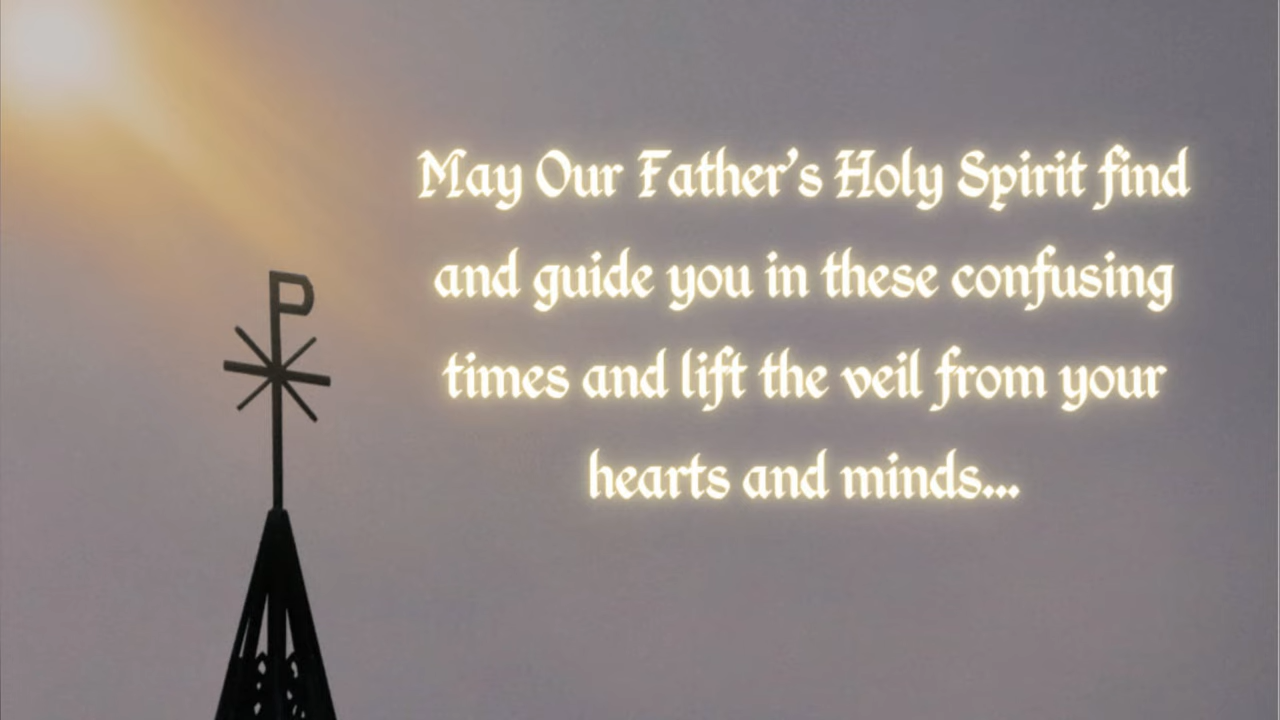 May Our Father's Holy Spirit find
and guide you in these confusing
times and lift the veil from your
hearts and minds...